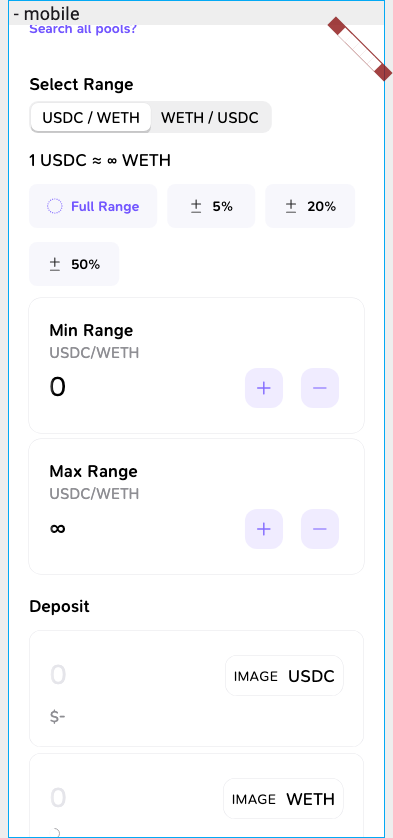 - mobile
Search all pools?
Select Range
USDC / WETH WETH / USDC
1 USDC ≈ ∞ WETH
Full Range ± 5% ± 20%
± 50%
Min Range
USDC/WETH
0
+ −
Max Range
USDC/WETH
∞
+ −
Deposit
0
IMAGE USDC
$-
0
IMAGE WETH